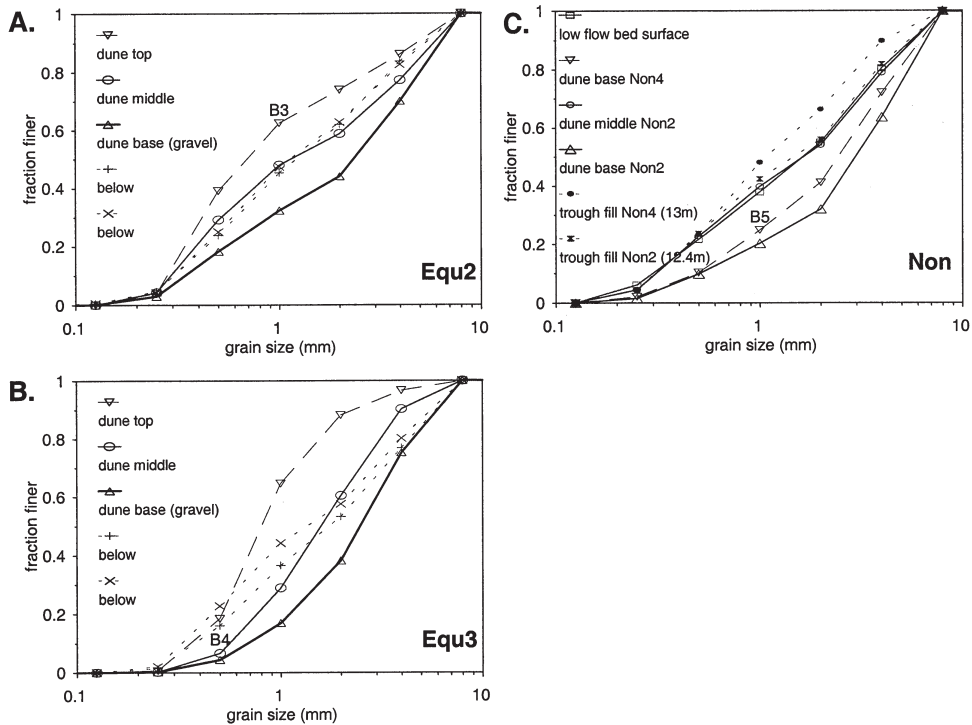 A.
1
0.8
0.6
0.4
0.2
0
fraction finer
dune top
dune middle
dune base (gravel)
below
below
B3
Equ2
0.1
1
10
grain size (mm)
C.
1
0.8
0.6
0.4
0.2
0
fraction finer
low flow bed surface
dune base Non4
dune middle Non2
dune base Non2
trough fill Non4 (13m)
trough fill Non2 (12.4m)
B5
Non
0.1
1
10
grain size (mm)
B.
1
0.8
0.6
0.4
0.2
0
fraction finer
dune top
dune middle
dune base (gravel)
below
below
B4
Equ3
0.1
1
10
grain size (mm)